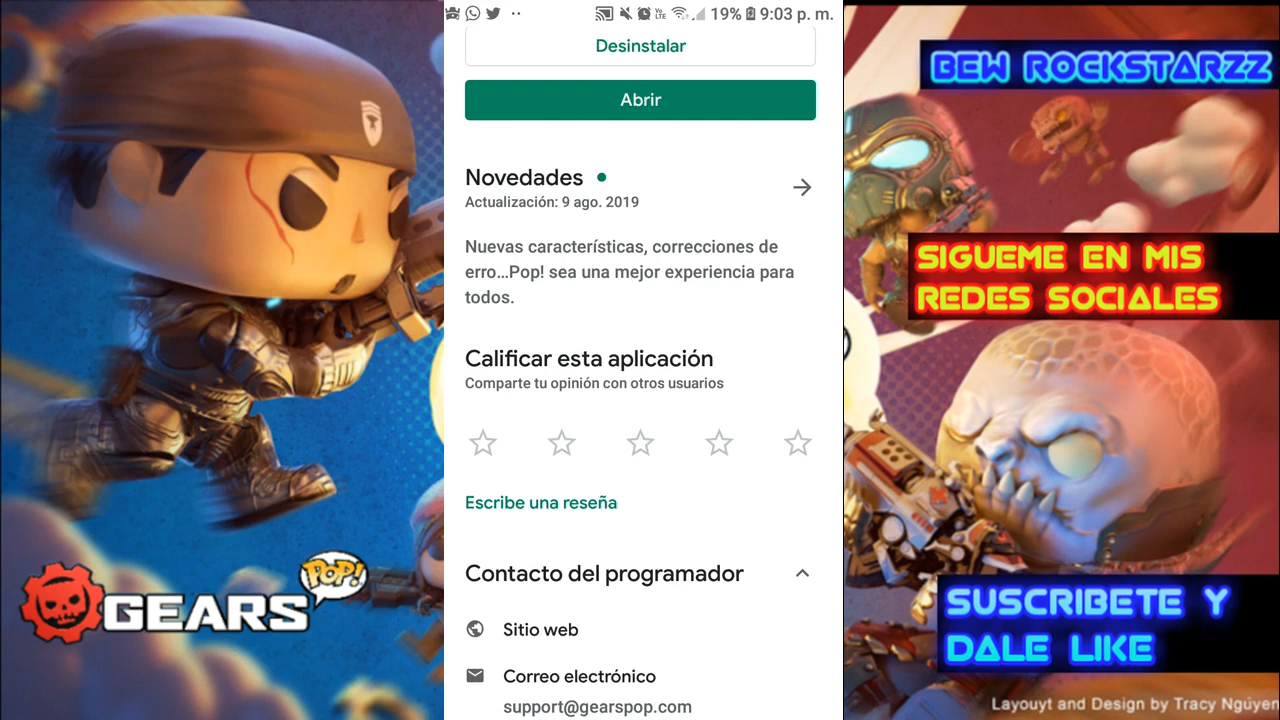 GEARS
POP!
19% 9:03 p. m.
Desinstalar
Abrir
Novedades
Actualización: 9 ago. 2019
Nuevas características, correcciones de
erro…Pop! sea una mejor experiencia para
todos.
Calificar esta aplicación
Comparte tu opinión con otros usuarios
Escribe una reseña
Contacto del programador
Sitio web
Correo electrónico
support@gearspop.com
BEW ROCKSTARZZ
SIGUEME EN MIS
REDES SOCIALES
SUSCRIBETE Y
DALE LIKE
Layouyt and Design by Tracy Ngúyen